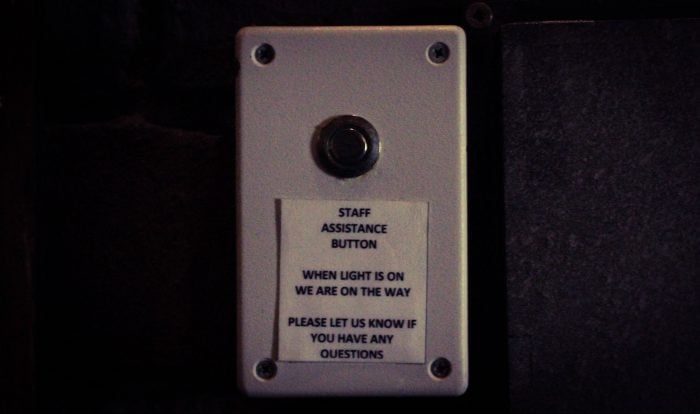 STAFF
ASSISTANCE
BUTTON
WHEN LIGHT IS ON
WE ARE ON THE WAY
PLEASE LET US KNOW IF
YOU HAVE ANY
QUESTIONS